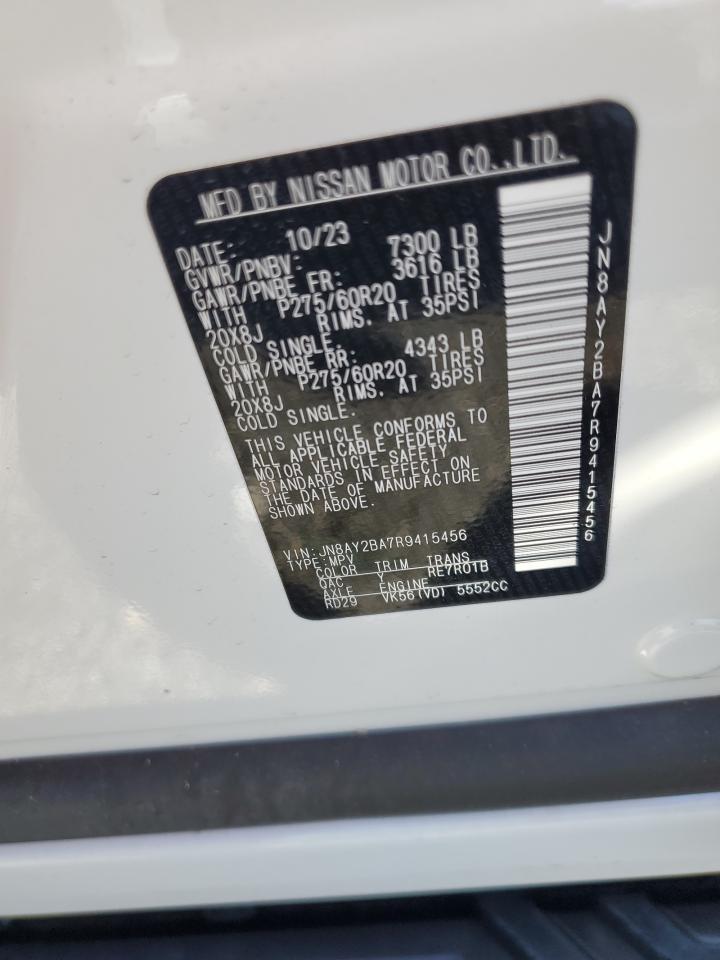 MFD BY NISSAN MOTOR CO.,LTD.
DATE: 10/23
GVWR/PNBV: 7300 LB
GAWR/PNBE FR: 3616 LB
WITH P275/60R20 TIRES
20X8J RIMS, AT 35PSI
COLD SINGLE.
GAWR/PNBE RR: 4343 LB
WITH P275/60R20 TIRES
20X8J RIMS, AT 35PSI
COLD SINGLE.
THIS VEHICLE CONFORMS TO
ALL APPLICABLE FEDERAL
MOTOR VEHICLE SAFETY
STANDARDS IN EFFECT ON
THE DATE OF MANUFACTURE
SHOWN ABOVE.
VIN: JN8AY2BA7R9415456
TYPE: MPV
COLOR TRIM TRANS
QAC Y RE7R01B
AXLE ENGINE
RD29 VK56(VD) 5552CC
JN8AY2BA7R9415456